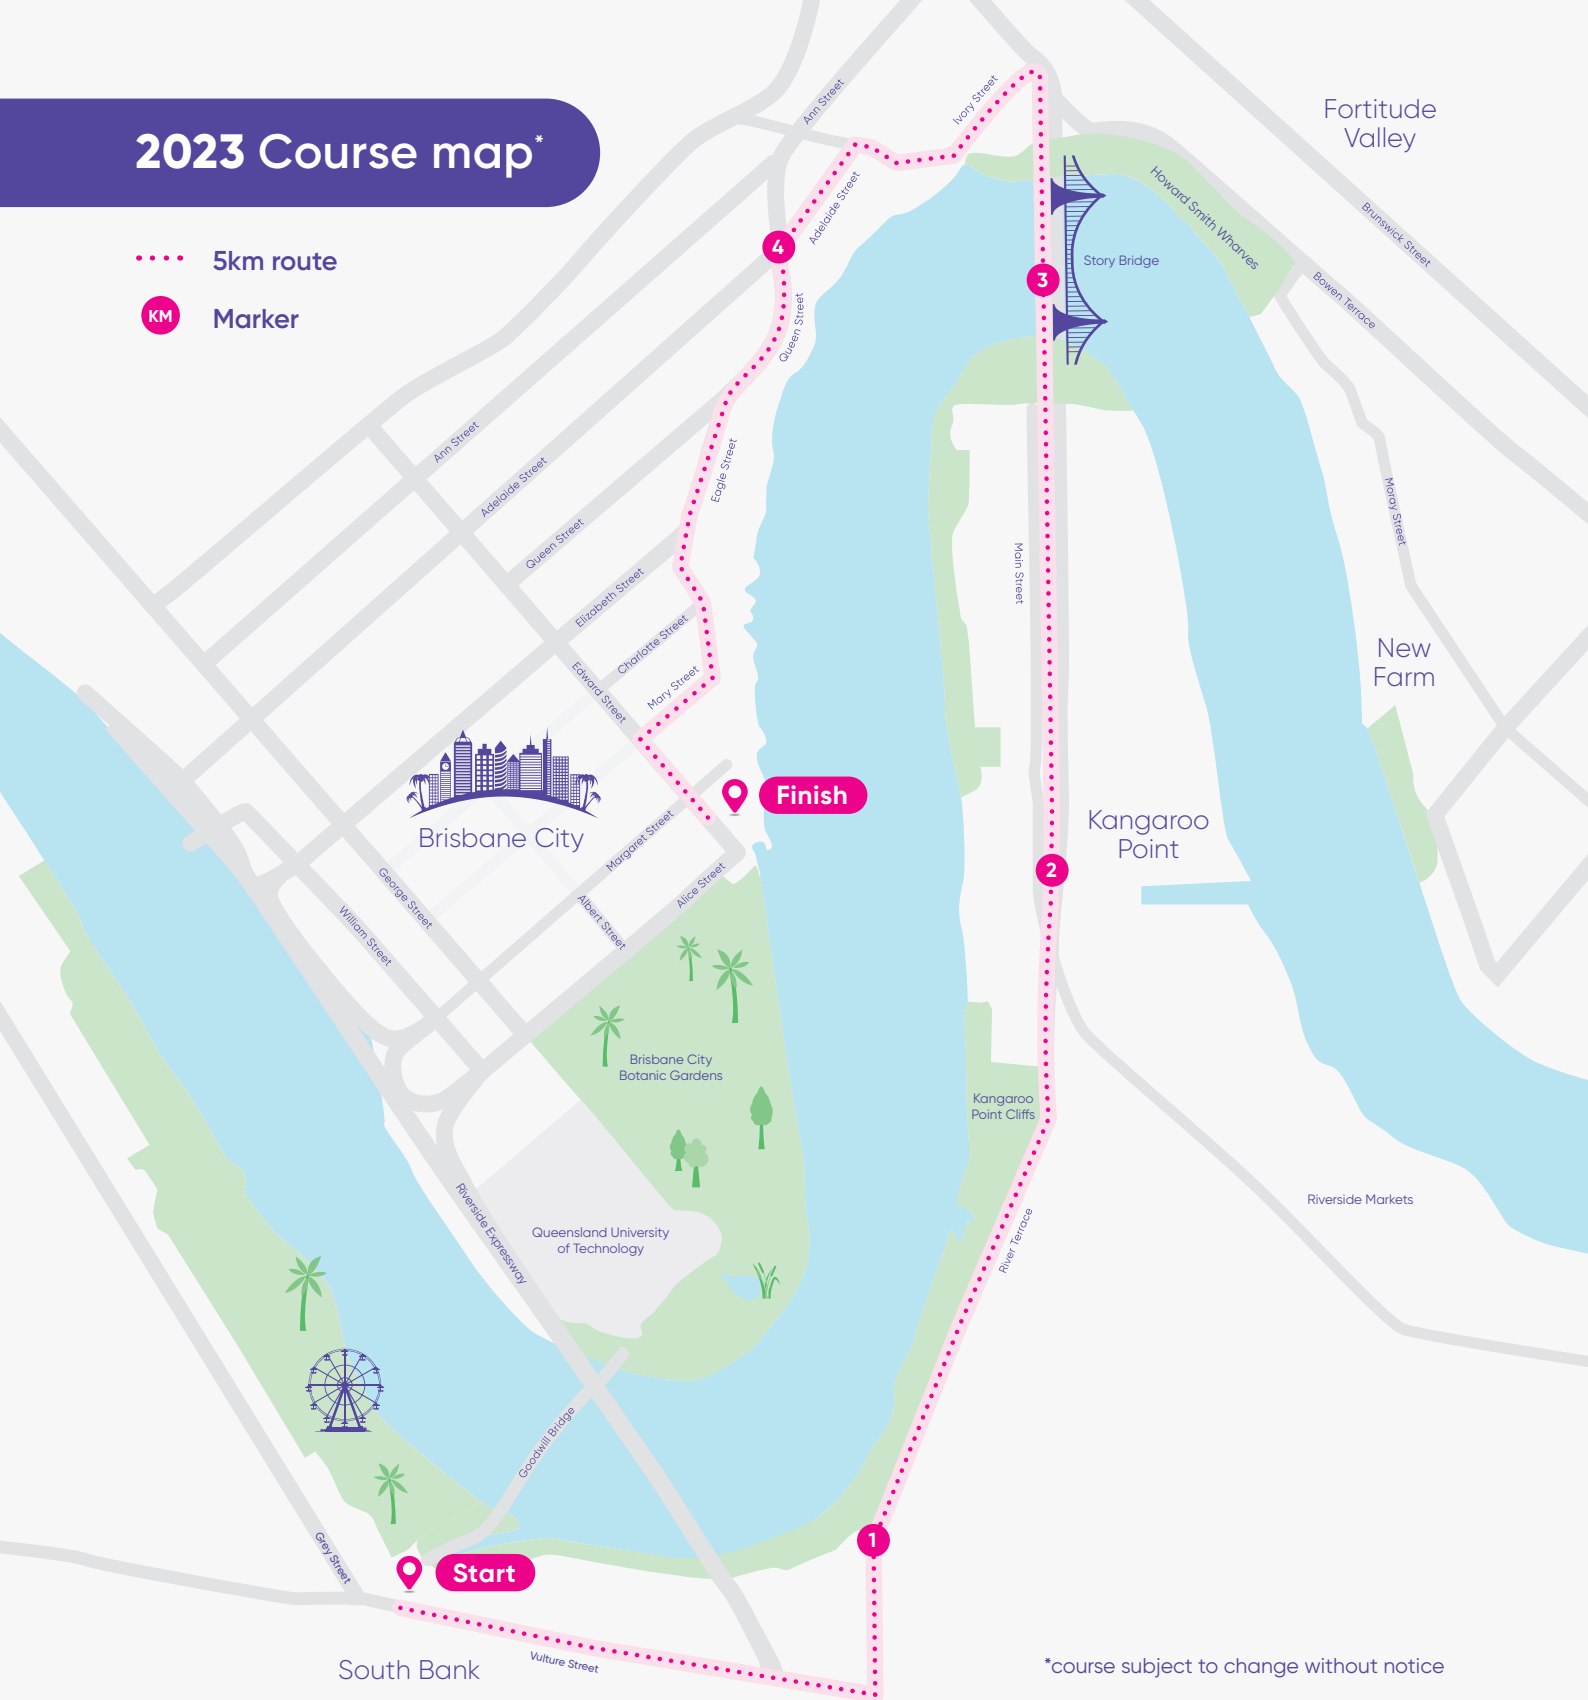 2023 Course map*
5km route
KM
Marker
Fortitude
Valley
Ann Street
Ivory Street
Adelaide Street
Howard Smith Wharves
Brunswick Street
Bowen Terrace
Story Bridge
4
3
Queen Street
Eagle Street
Ann Street
Adelaide Street
Queen Street
Elizabeth Street
Charlotte Street
Mary Street
Edward Street
Main Street
Moray Street
New
Farm
Finish
Brisbane City
Kangaroo
Point
2
Margaret Street
Alice Street
Albert Street
George Street
William Street
Brisbane City
Botanic Gardens
Kangaroo
Point Cliffs
Riverside Markets
Riverside Expressway
Queensland University
of Technology
River Terrace
Goodwill Bridge
Grey Street
1
Start
Vulture Street
South Bank
*course subject to change without notice